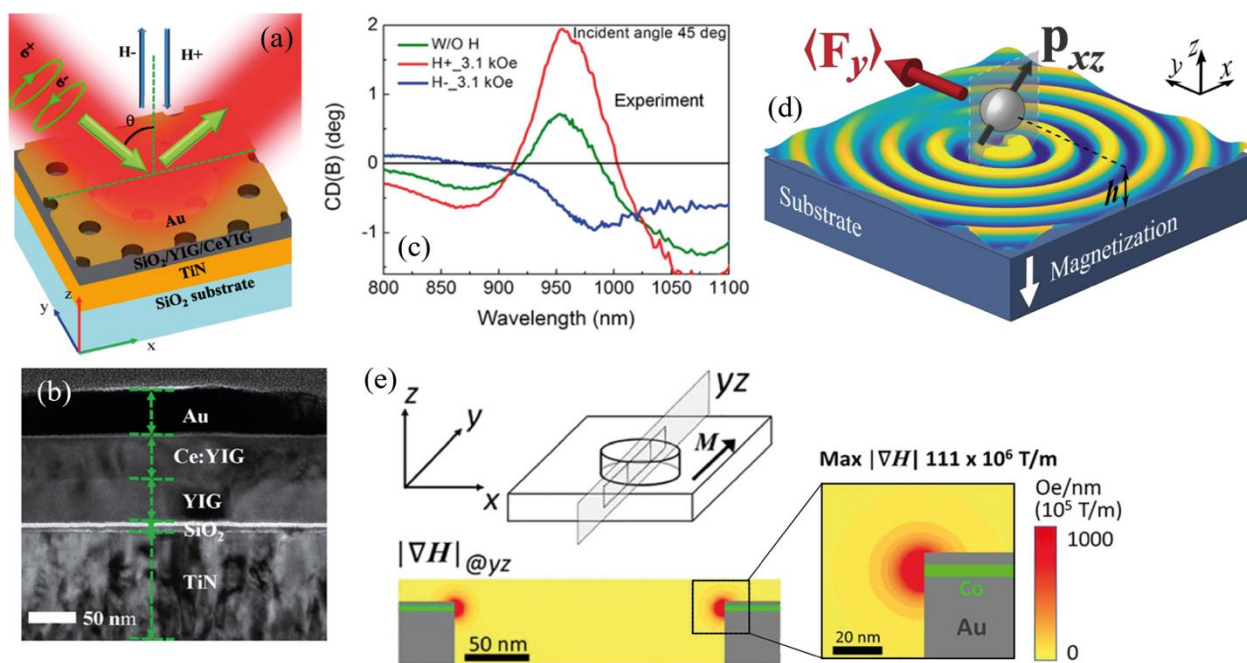 (a)
σ+
σ-
H-
H+
θ
Au
SiO₂/YIG/CeYIG
TiN
SiO₂ substrate
z
y
x
(b)
Au
Ce:YIG
YIG
SiO₂
TiN
50 nm
(c)
Incident angle 45 deg
W/O H
H+_3.1 kOe
H-_3.1 kOe
Experiment
CD(B) (deg)
2
1
0
-1
800 850 900 950 1000 1050 1100
Wavelength (nm)
(d)
⟨F_y⟩
p_xz
z
y
x
h
Substrate
Magnetization
(e)
z
y
x
yz
M
|∇H|@yz
50 nm
Max |∇H| 111 x 10⁶ T/m
Oe/nm
(10⁵ T/m)
1000
0
Co
Au
20 nm